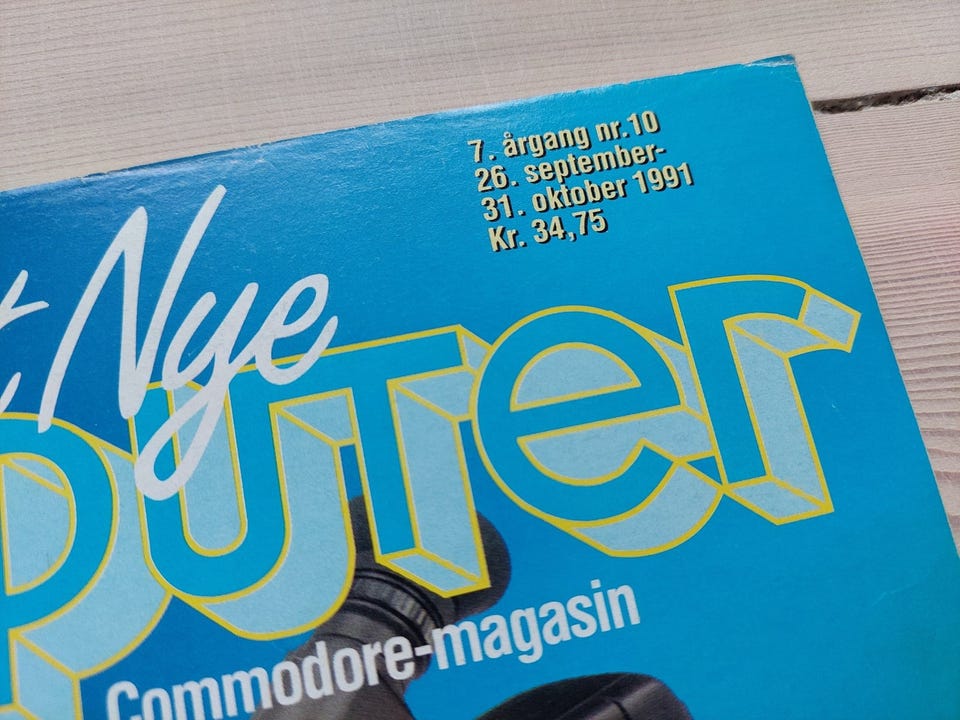 7. årgang nr.10
26. september-
31. oktober 1991
Kr. 34,75
Nye
PUTer
Commodore-magasin